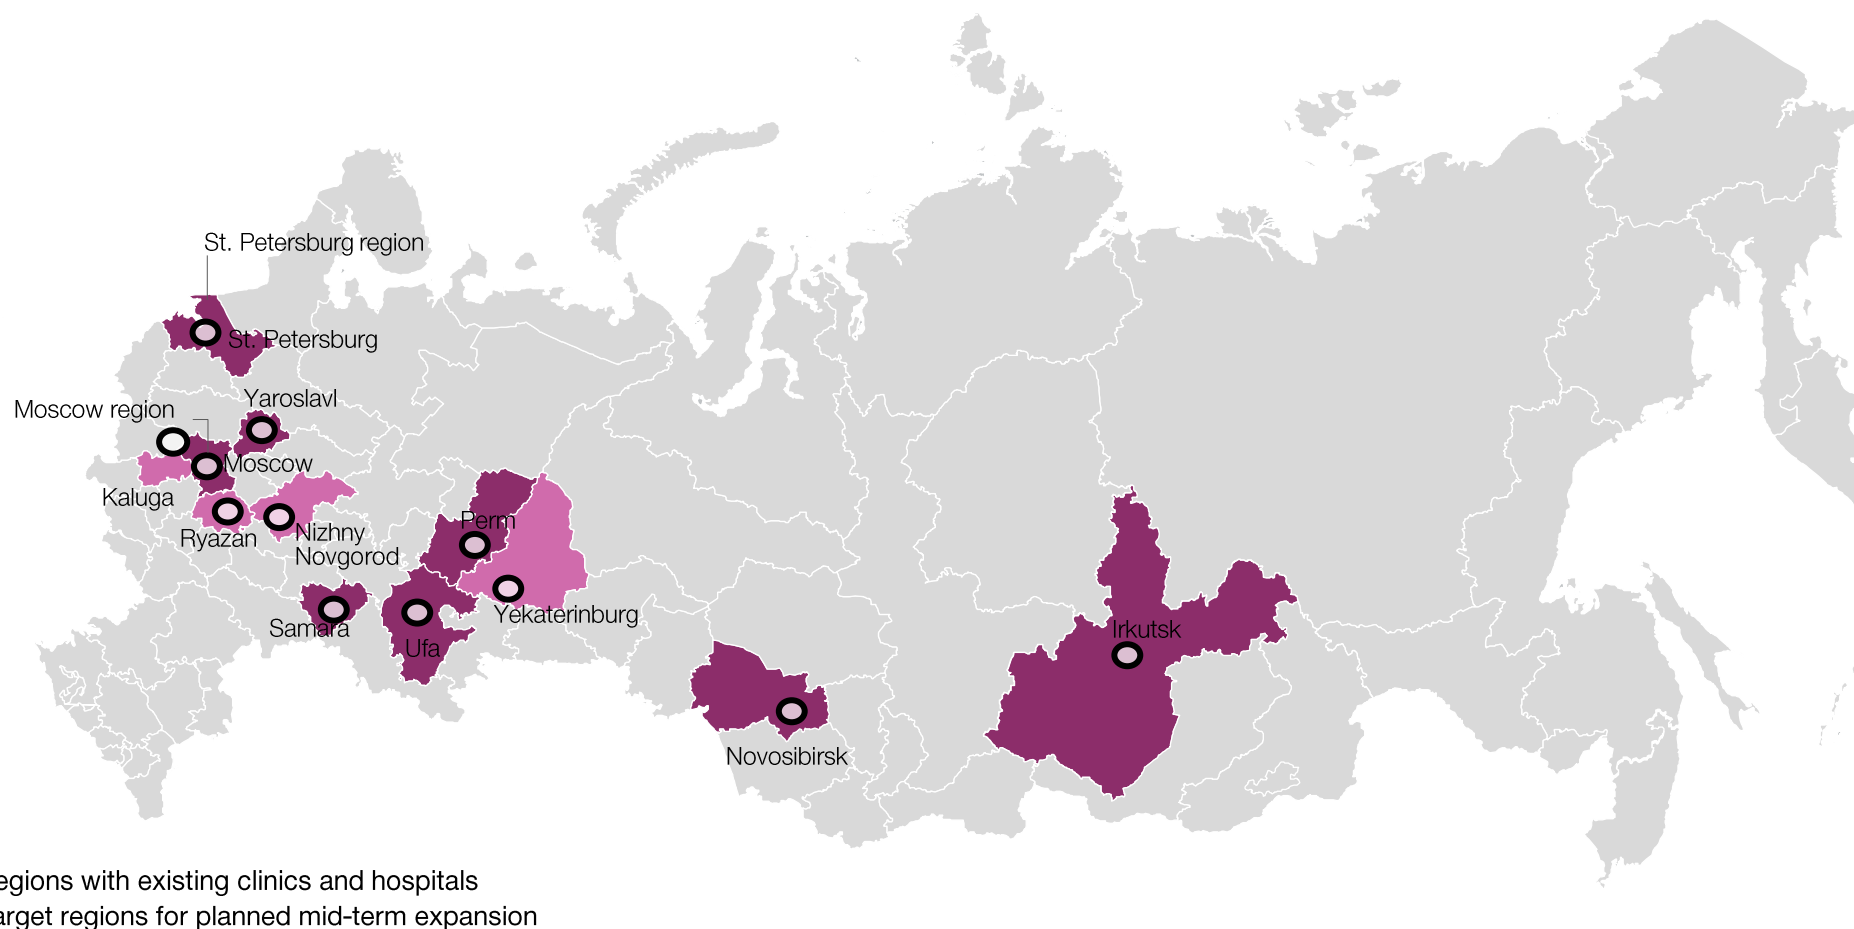 St. Petersburg region
St. Petersburg
Yaroslavl
Moscow region
Moscow
Kaluga
Ryazan
Nizhny
Novgorod
Perm
Yekaterinburg
Samara
Ufa
Irkutsk
Novosibirsk
egions with existing clinics and hospitals
arget regions for planned mid-term expansion